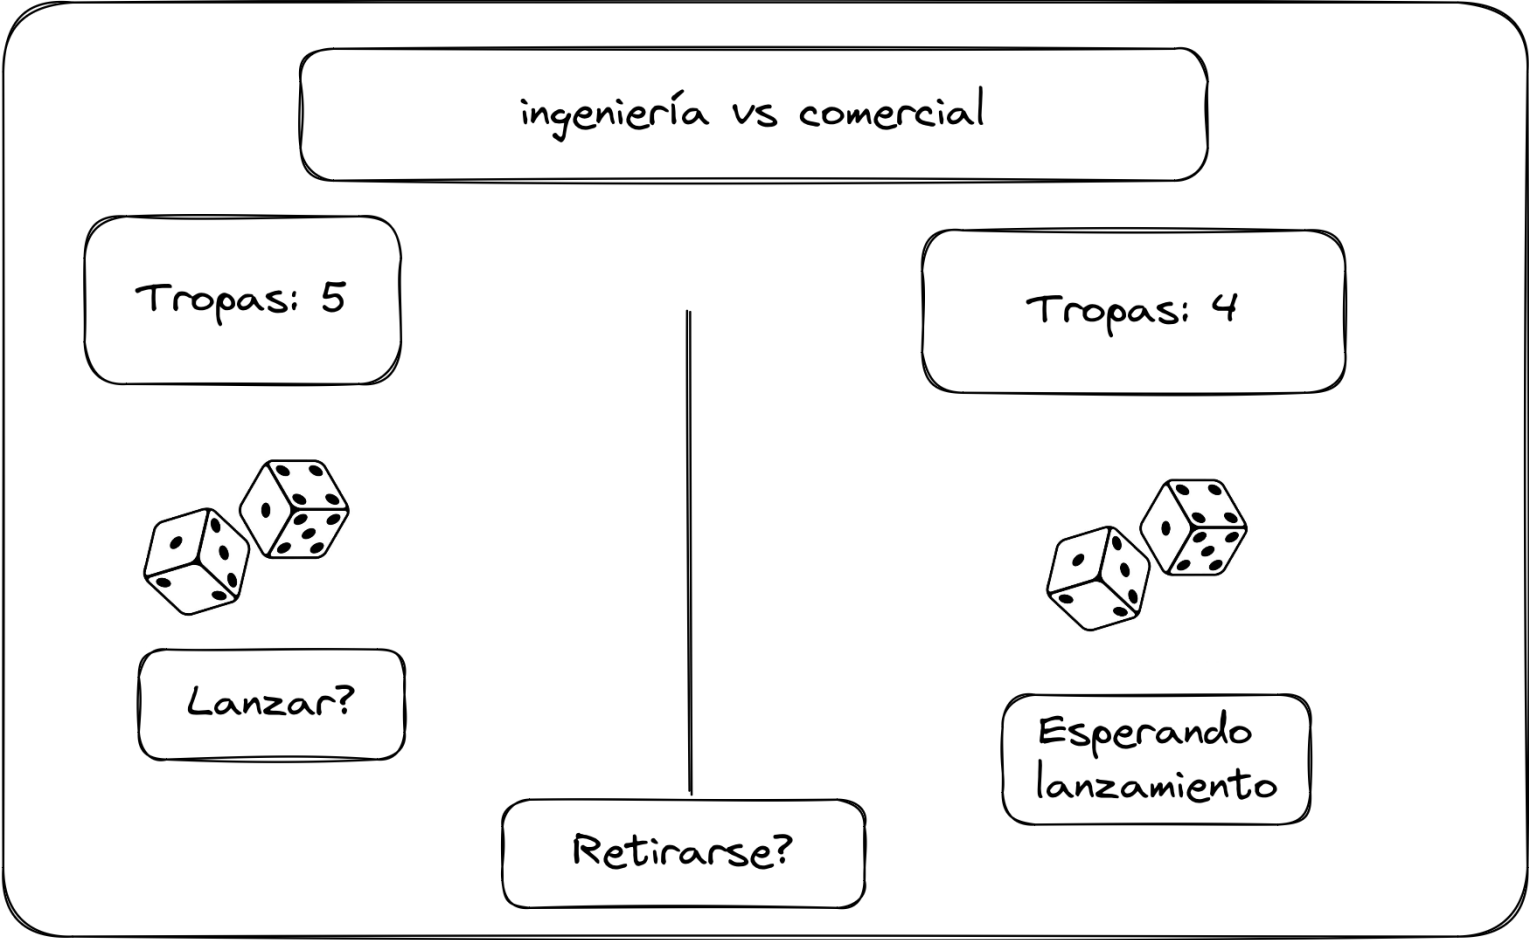 ingeniería vs comercial
Tropas: 5
Tropas: 4
Lanzar?
Esperando
lanzamiento
Retirarse?